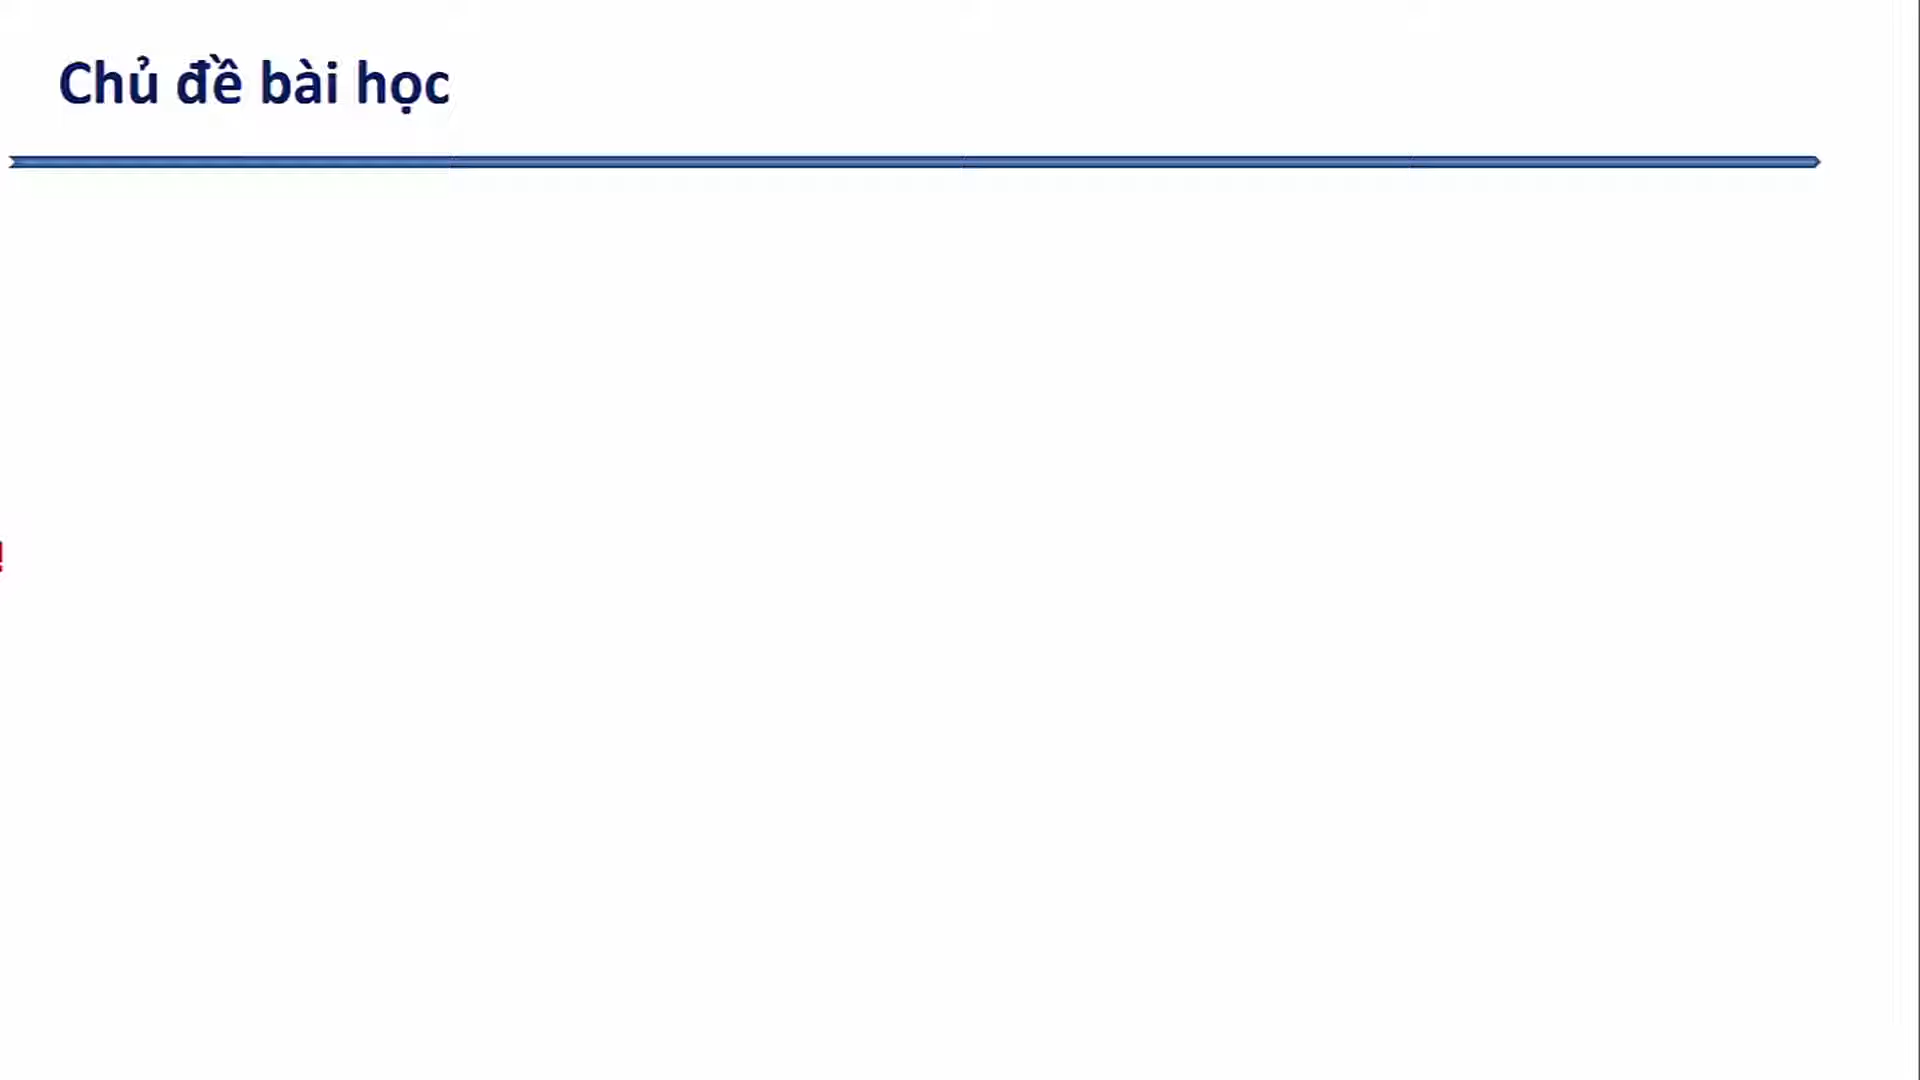 Chủ đề bài học
!